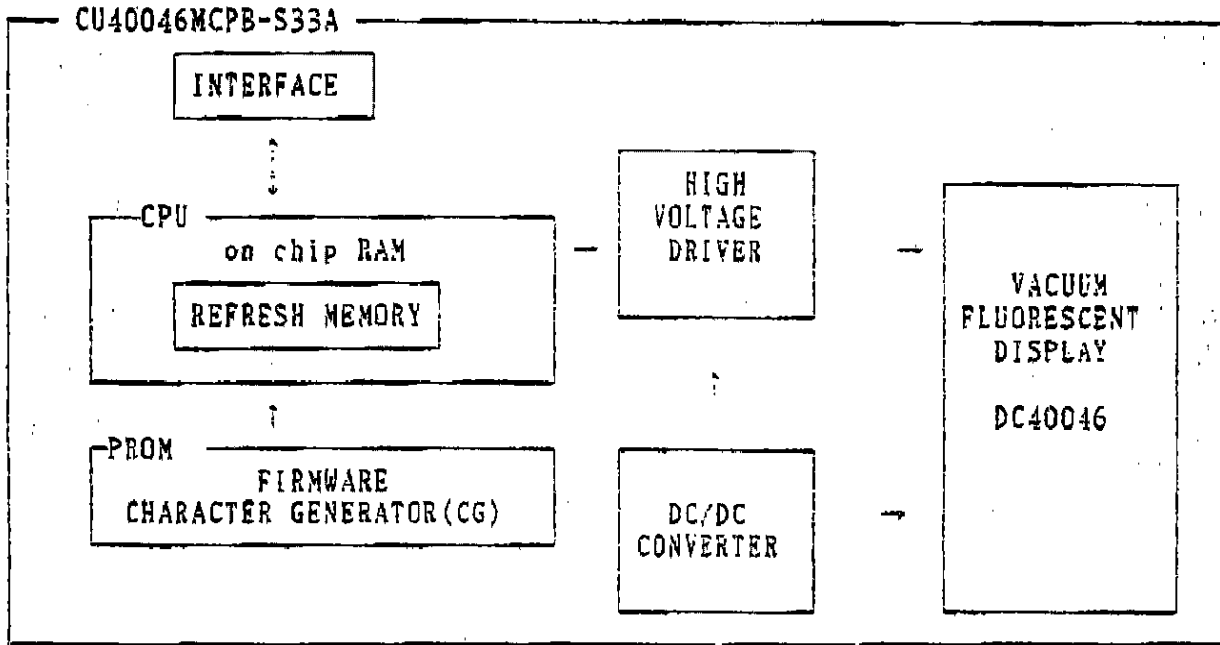 CU40046MCPB-S33A
INTERFACE
CPU
on chip RAM
REFRESH MEMORY
PROM
FIRMWARE
CHARACTER GENERATOR(CG)
HIGH
VOLTAGE
DRIVER
DC/DC
CONVERTER
VACUUM
FLUORESCENT
DISPLAY
DC40046